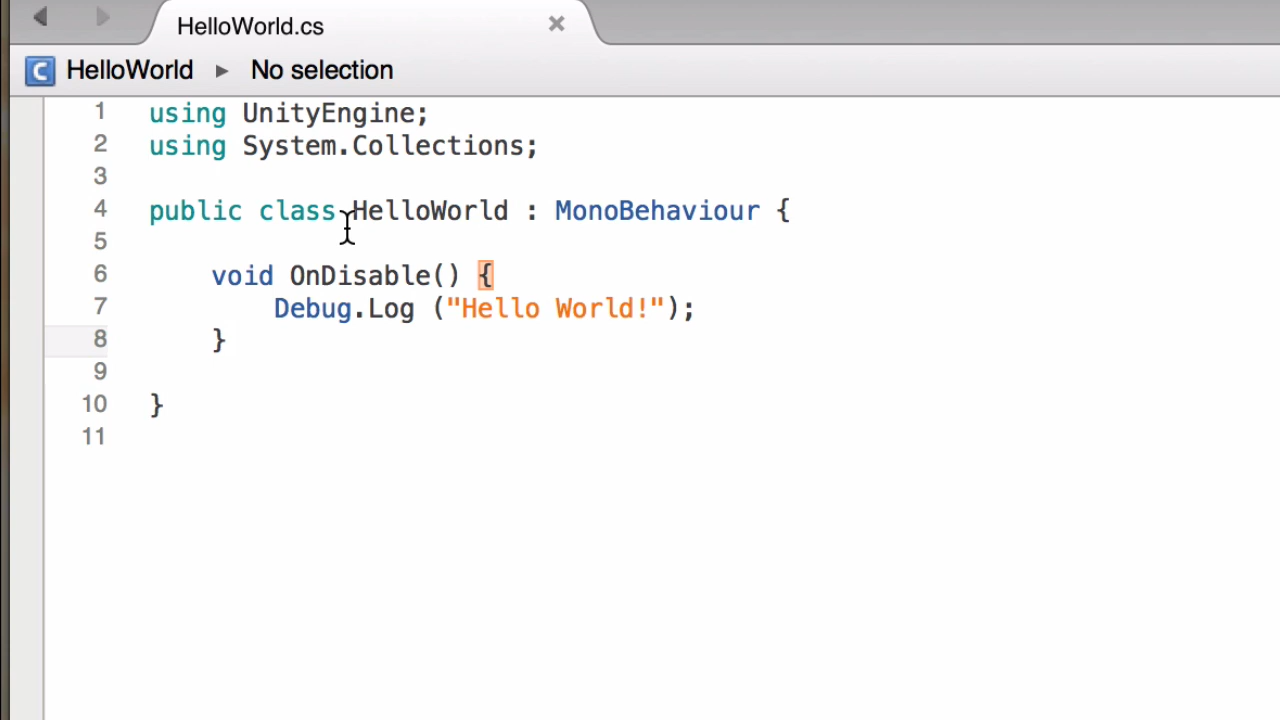 HelloWorld.cs
HelloWorld ▸ No selection
1 using UnityEngine;
2 using System.Collections;
3
4 public class HelloWorld : MonoBehaviour {
5
6     void OnDisable() {
7         Debug.Log ("Hello World!");
8     }
9
10 }
11